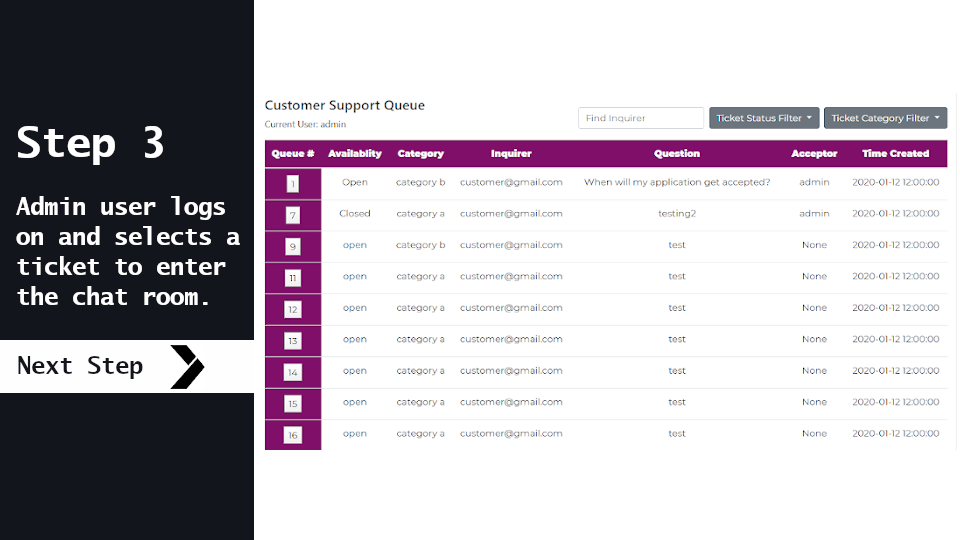 Step 3
Admin user logs
on and selects a
ticket to enter
the chat room.
Next Step
Customer Support Queue
Current User: admin
Find Inquirer Ticket Status Filter Ticket Category Filter
Queue # Availablity Category Inquirer Question Acceptor Time Created
1 Open category b customer@gmail.com When will my application get accepted? admin 2020-01-12 12:00:00
7 Closed category a customer@gmail.com testing2 admin 2020-01-12 12:00:00
9 open category b customer@gmail.com test None 2020-01-12 12:00:00
11 open category a customer@gmail.com test None 2020-01-12 12:00:00
12 open category a customer@gmail.com test None 2020-01-12 12:00:00
13 open category a customer@gmail.com test None 2020-01-12 12:00:00
14 open category a customer@gmail.com test None 2020-01-12 12:00:00
15 open category a customer@gmail.com test None 2020-01-12 12:00:00
16 open category a customer@gmail.com test None 2020-01-12 12:00:00